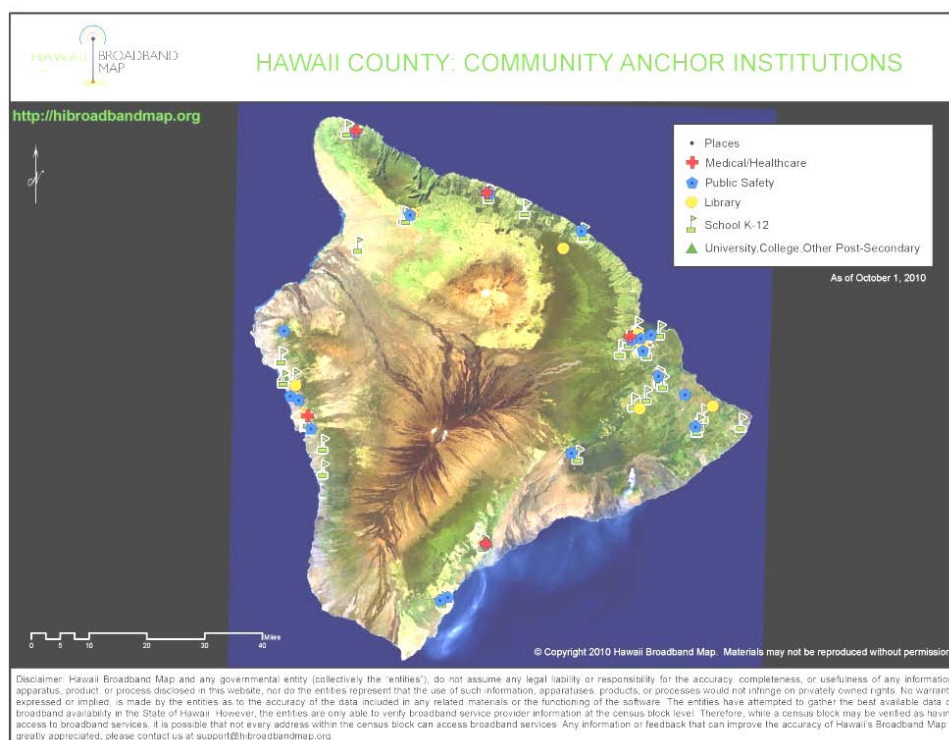 HAWAII BROADBAND
MAP
HAWAII COUNTY: COMMUNITY ANCHOR INSTITUTIONS
http://hibroadbandmap.org
N
Places
Medical/Healthcare
Public Safety
Library
School K-12
University,College,Other Post-Secondary
As of October 1, 2010
Miles
0 5 10 20 30 40
© Copyright 2010 Hawaii Broadband Map. Materials may not be reproduced without permission
Disclaimer: Hawaii Broadband Map and any governmental entity (collectively the "entities"), do not assume any legal liability or responsibility for the accuracy, completeness, or usefulness of any information
apparatus, product, or process disclosed in this website, nor do the entities represent that the use of such information, apparatuses, products, or processes would not infringe on privately owned rights. No warrant
expressed or implied, is made by the entities as to the accuracy of the data included in any related materials or the functioning of the software. The entities have attempted to gather the best available data o
broadband availability in the State of Hawaii. However, the entities are only able to verify broadband service provider information at the census block level. Therefore, while a census block may be verified as havin
access to broadband services, it is possible that not every address within the census block can access broadband services. Any information or feedback that can improve the accuracy of Hawaii's Broadband Map
greatly appreciated; please contact us at support@hibroadbandmap.org